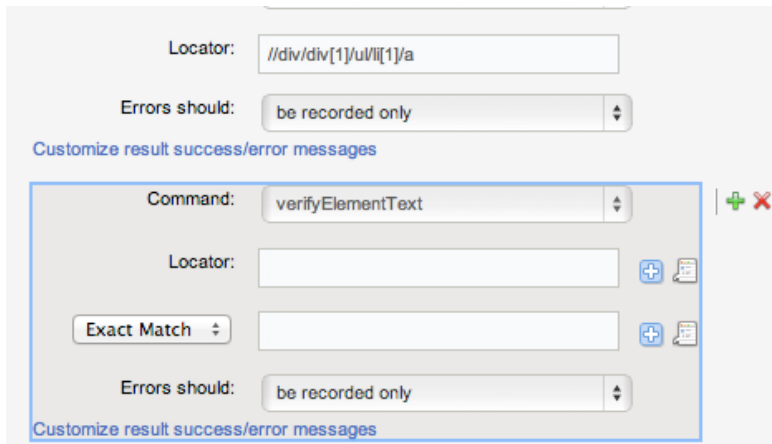 Locator: //div/div[1]/ul/li[1]/a
Errors should: be recorded only
Customize result success/error messages
Command: verifyElementText
Locator:
Exact Match
Errors should: be recorded only
Customize result success/error messages